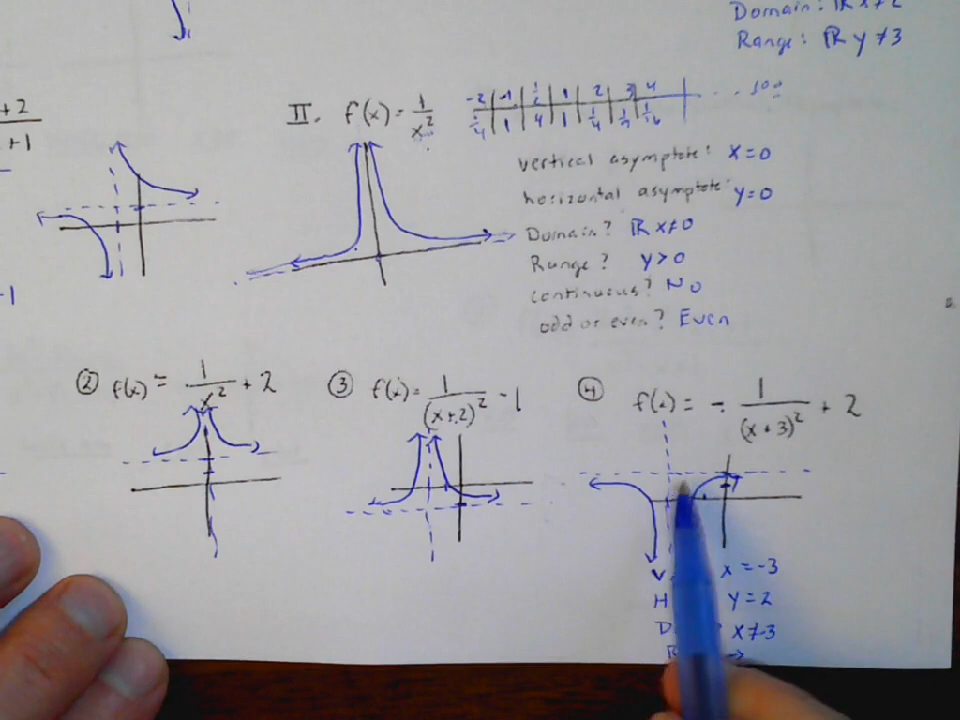 Domain: ℝ x≠2
Range: ℝ y≠3
+2
+1
II. f(x) = 1/x²
-2 -1 1/2 1 2 3 4 ... 100
1/4 1 4 1 1/4 1/9 1/16
vertical asymptote: x=0
horizontal asymptote: y=0
Domain? ℝ x≠0
Range? y>0
continuous? No
odd or even? Even
-1
② f(x) = 1/x² + 2
③ f(x) = 1/(x+2)² - 1
④ f(x) = - 1/(x+3)² + 2
V x = -3
H y = 2
D x≠-3